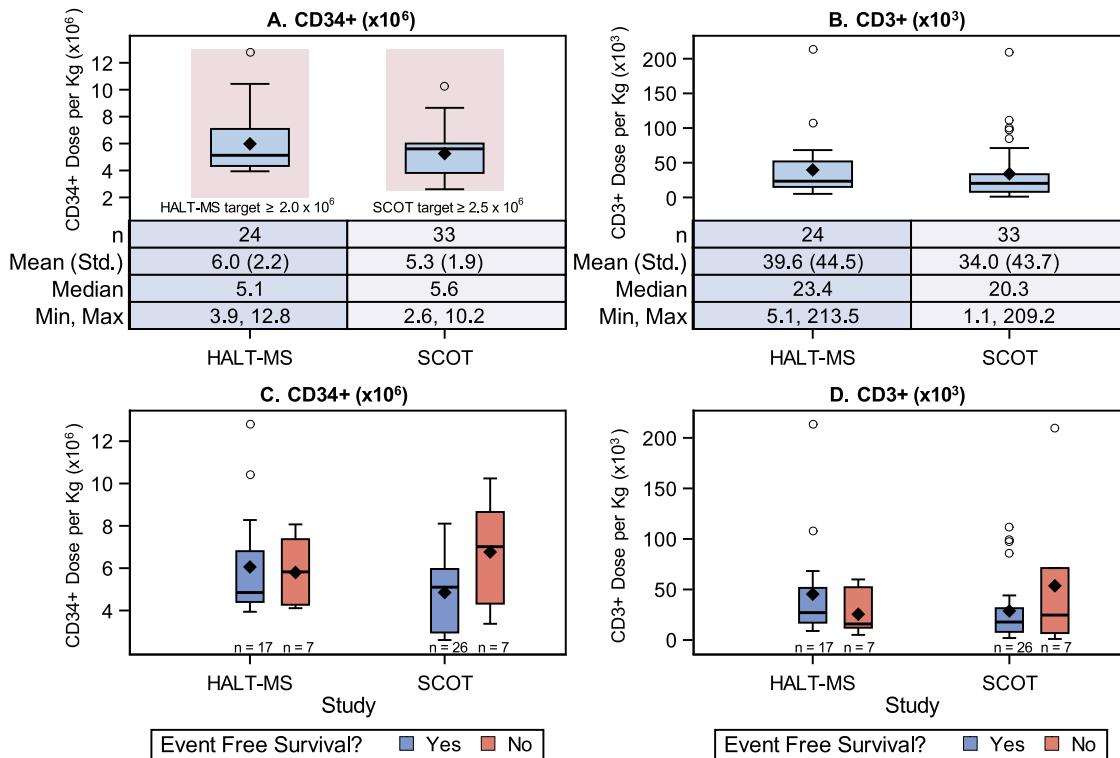 A. CD34+ (x10⁶)
CD34+ Dose per Kg (x10⁶)
12
10
8
6
4
2
HALT-MS target ≥ 2.0 x 10⁶ SCOT target ≥ 2,5 x 10⁶
n 24 33
Mean (Std.) 6.0 (2.2) 5.3 (1.9)
Median 5.1 5.6
Min, Max 3.9, 12.8 2.6, 10.2
HALT-MS SCOT
B. CD3+ (x10³)
CD3+ Dose per Kg (x10³)
200
150
100
50
0
n 24 33
Mean (Std.) 39.6 (44.5) 34.0 (43.7)
Median 23.4 20.3
Min, Max 5.1, 213.5 1.1, 209.2
HALT-MS SCOT
C. CD34+ (x10⁶)
CD34+ Dose per Kg (x10⁶)
12
10
8
6
4
n = 17 n = 7 n = 26 n = 7
HALT-MS SCOT
Study
Event Free Survival? Yes No
D. CD3+ (x10³)
CD3+ Dose per Kg (x10³)
200
150
100
50
0
n = 17 n = 7 n = 26 n = 7
HALT-MS SCOT
Study
Event Free Survival? Yes No